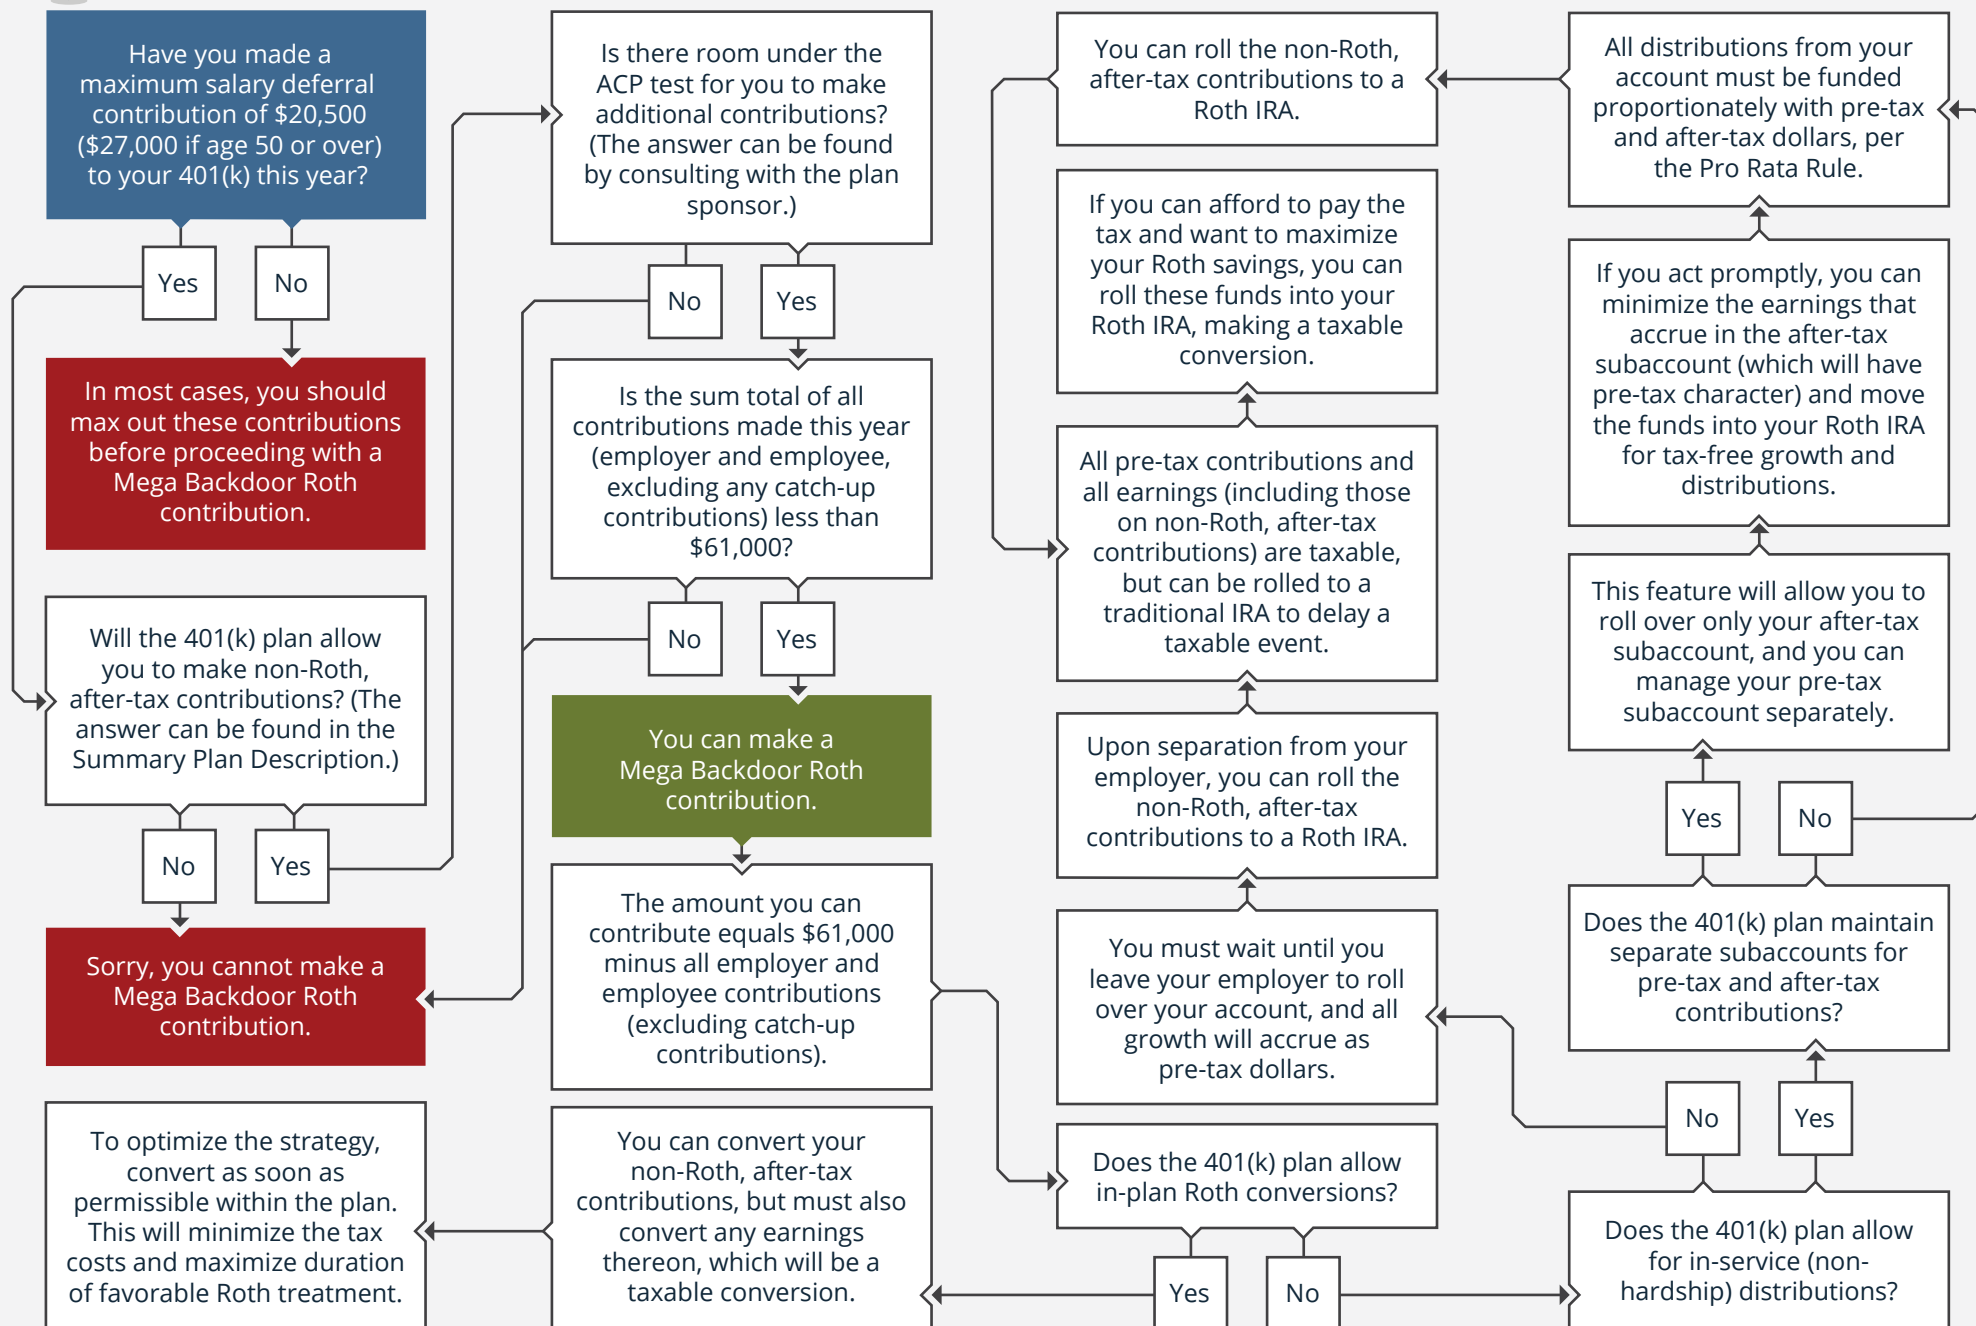 Have you made a
maximum salary deferral
contribution of $20,500
($27,000 if age 50 or over)
to your 401(k) this year?
Yes
No
In most cases, you should
max out these contributions
before proceeding with a
Mega Backdoor Roth
contribution.
Will the 401(k) plan allow
you to make non-Roth,
after-tax contributions? (The
answer can be found in the
Summary Plan Description.)
No
Yes
Sorry, you cannot make a
Mega Backdoor Roth
contribution.
To optimize the strategy,
convert as soon as
permissible within the plan.
This will minimize the tax
costs and maximize duration
of favorable Roth treatment.
Is there room under the
ACP test for you to make
additional contributions?
(The answer can be found
by consulting with the plan
sponsor.)
No
Yes
Is the sum total of all
contributions made this year
(employer and employee,
excluding any catch-up
contributions) less than
$61,000?
No
Yes
You can make a
Mega Backdoor Roth
contribution.
The amount you can
contribute equals $61,000
minus all employer and
employee contributions
(excluding catch-up
contributions).
You can convert your
non-Roth, after-tax
contributions, but must also
convert any earnings
thereon, which will be a
taxable conversion.
You can roll the non-Roth,
after-tax contributions to a
Roth IRA.
If you can afford to pay the
tax and want to maximize
your Roth savings, you can
roll these funds into your
Roth IRA, making a taxable
conversion.
All pre-tax contributions and
all earnings (including those
on non-Roth, after-tax
contributions) are taxable,
but can be rolled to a
traditional IRA to delay a
taxable event.
Upon separation from your
employer, you can roll the
non-Roth, after-tax
contributions to a Roth IRA.
You must wait until you
leave your employer to roll
over your account, and all
growth will accrue as
pre-tax dollars.
Does the 401(k) plan allow
in-plan Roth conversions?
Yes
No
All distributions from your
account must be funded
proportionately with pre-tax
and after-tax dollars, per
the Pro Rata Rule.
If you act promptly, you can
minimize the earnings that
accrue in the after-tax
subaccount (which will have
pre-tax character) and move
the funds into your Roth IRA
for tax-free growth and
distributions.
This feature will allow you to
roll over only your after-tax
subaccount, and you can
manage your pre-tax
subaccount separately.
Yes
No
Does the 401(k) plan maintain
separate subaccounts for
pre-tax and after-tax
contributions?
No
Yes
Does the 401(k) plan allow
for in-service (non-
hardship) distributions?